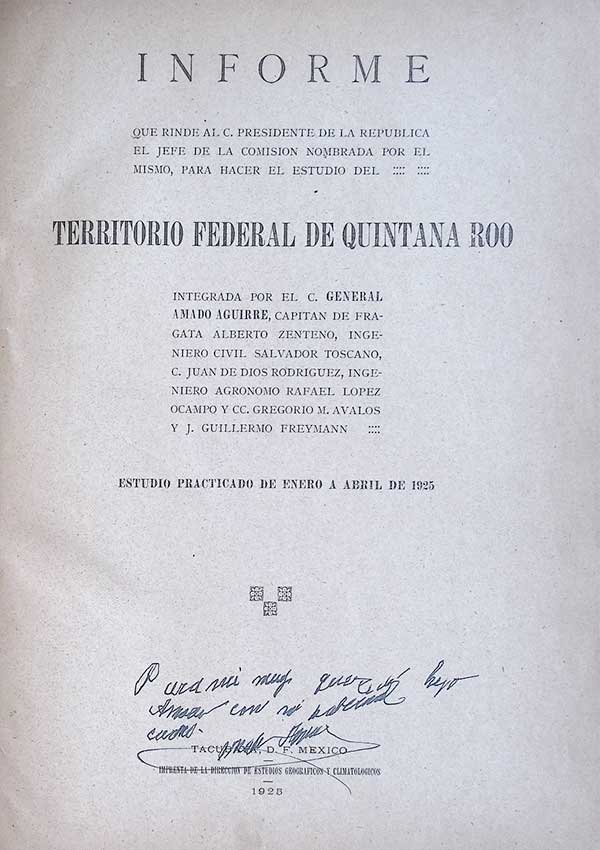 INFORME
QUE RINDE AL C. PRESIDENTE DE LA REPUBLICA
EL JEFE DE LA COMISION NOMBRADA POR EL
MISMO, PARA HACER EL ESTUDIO DEL :::: ::::
TERRITORIO FEDERAL DE QUINTANA ROO
INTEGRADA POR EL C. GENERAL
AMADO AGUIRRE, CAPITAN DE FRA-
GATA ALBERTO ZENTENO, INGE-
NIERO CIVIL SALVADOR TOSCANO,
C. JUAN DE DIOS RODRIGUEZ, INGE-
NIERO AGRONOMO RAFAEL LOPEZ
OCAMPO Y CC. GREGORIO M. AVALOS
Y J. GUILLERMO FREYMANN ::::
ESTUDIO PRACTICADO DE ENERO A ABRIL DE 1925
Para mi muy querido hijo
Amado con mi paternal
cariño.
TACUBAYA, D. F. MEXICO
IMPRENTA DE LA DIRECCION DE ESTUDIOS GEOGRAFICOS Y CLIMATOLOGICOS
1925